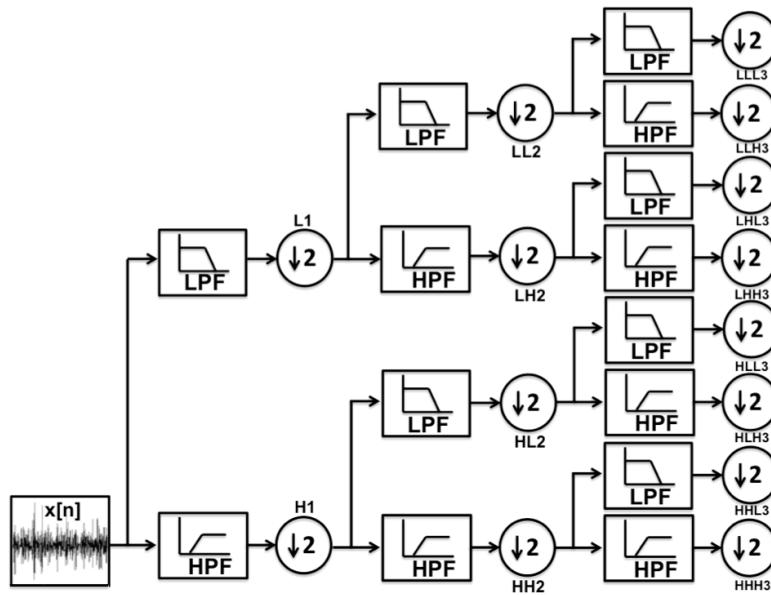 ↓2
LPF
LLL3
↓2
LPF
↓2
HPF
LL2
LLH3
↓2
LPF
LHL3
L1
↓2
LPF
↓2
HPF
↓2
HPF
LH2
LHH3
↓2
LPF
HLL3
↓2
LPF
↓2
HPF
HL2
HLH3
↓2
LPF
HHL3
x[n]
H1
↓2
HPF
↓2
HPF
↓2
HPF
HH2
HHH3